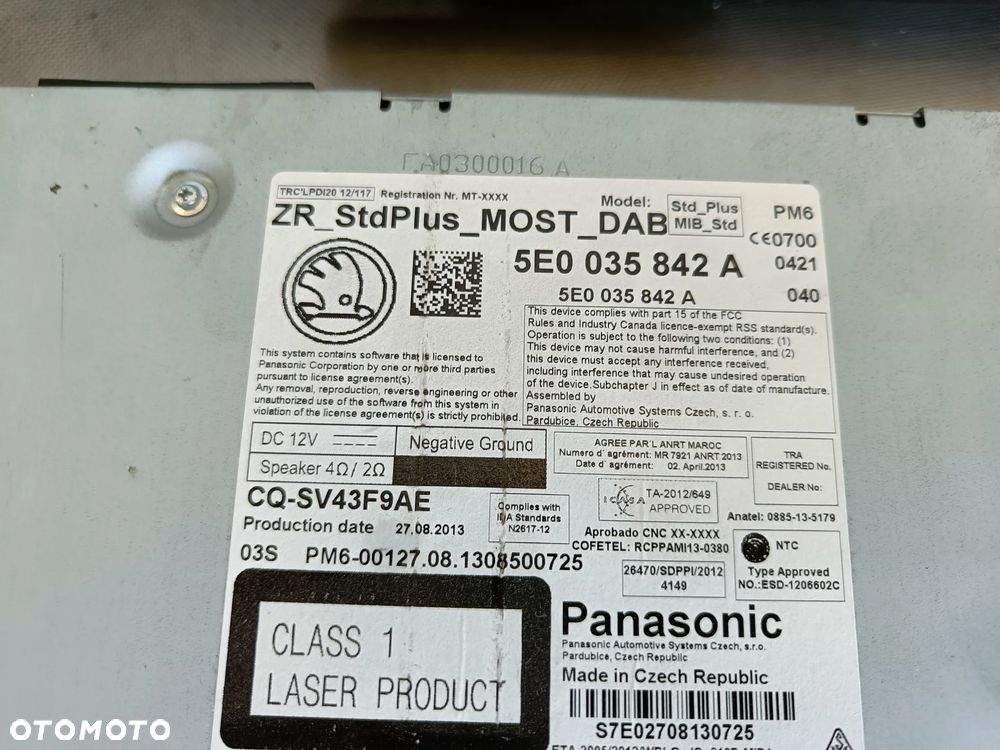 CA0300016 A
TRC'LPDI20 12/117 Registration Nr. MT-XXXX
Model: Std_Plus MIB_Std PM6
ZR_StdPlus_MOST_DAB
CE0700
5E0 035 842 A 0421
5E0 035 842 A 040
This device complies with part 15 of the FCC
Rules and Industry Canada licence-exempt RSS standard(s).
Operation is subject to the following two conditions: (1)
This device may not cause harmful interference, and (2)
this device must accept any interference received,
including interference that may cause undesired operation
of the device.Subchapter J in effect as of date of manufacture.
Assembled by
Panasonic Automotive Systems Czech, s. r. o.
Pardubice, Czech Republic
This system contains software that is licensed to
Panasonic Corporation by one or more third parties
pursuant to license agreement(s).
Any removal, reproduction, reverse engineering or other
unauthorized use of the software from this system in
violation of the license agreement(s) is strictly prohibited.
DC 12V Negative Ground
Speaker 4Ω/ 2Ω
AGREE PAR'L ANRT MAROC
Numero d' agrément: MR 7921 ANRT 2013
Date d' agrément: 02. April.2013
TRA
REGISTERED No.
DEALER No:
CQ-SV43F9AE
Production date 27.08.2013
Complies with
IDA Standards
N2617-12
ICASA
TA-2012/649
APPROVED
Anatel: 0885-13-5179
Aprobado CNC XX-XXXX
COFETEL: RCPPAMI13-0380
NTC
Type Approved
NO.:ESD-1206602C
03S PM6-00127.08.1308500725
26470/SDPPI/2012
4149
CLASS 1
LASER PRODUCT
Panasonic
Panasonic Automotive Systems Czech, s.r.o.
Pardubice, Czech Republic
Made in Czech Republic
S7E02708130725
OTOMOTO